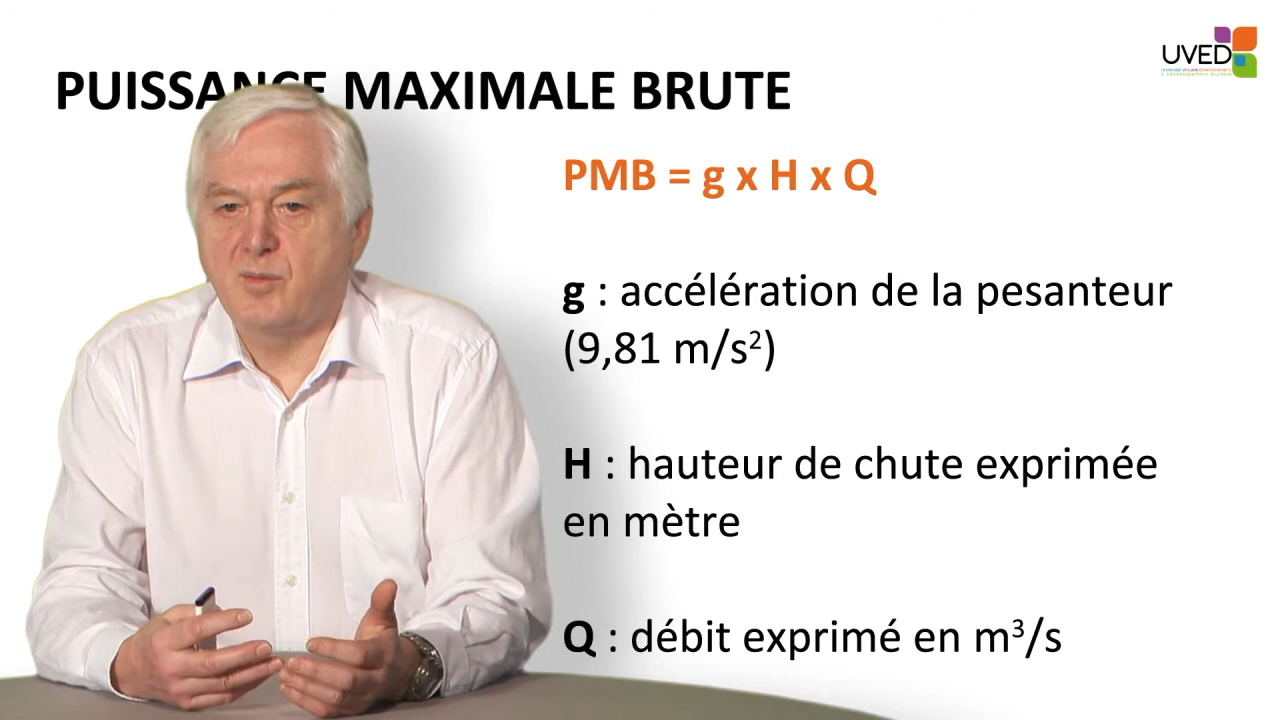 UVED
PUISSANCE MAXIMALE BRUTE
PMB = g x H x Q
g : accélération de la pesanteur
(9,81 m/s²)
H : hauteur de chute exprimée
en mètre
Q : débit exprimé en m³/s